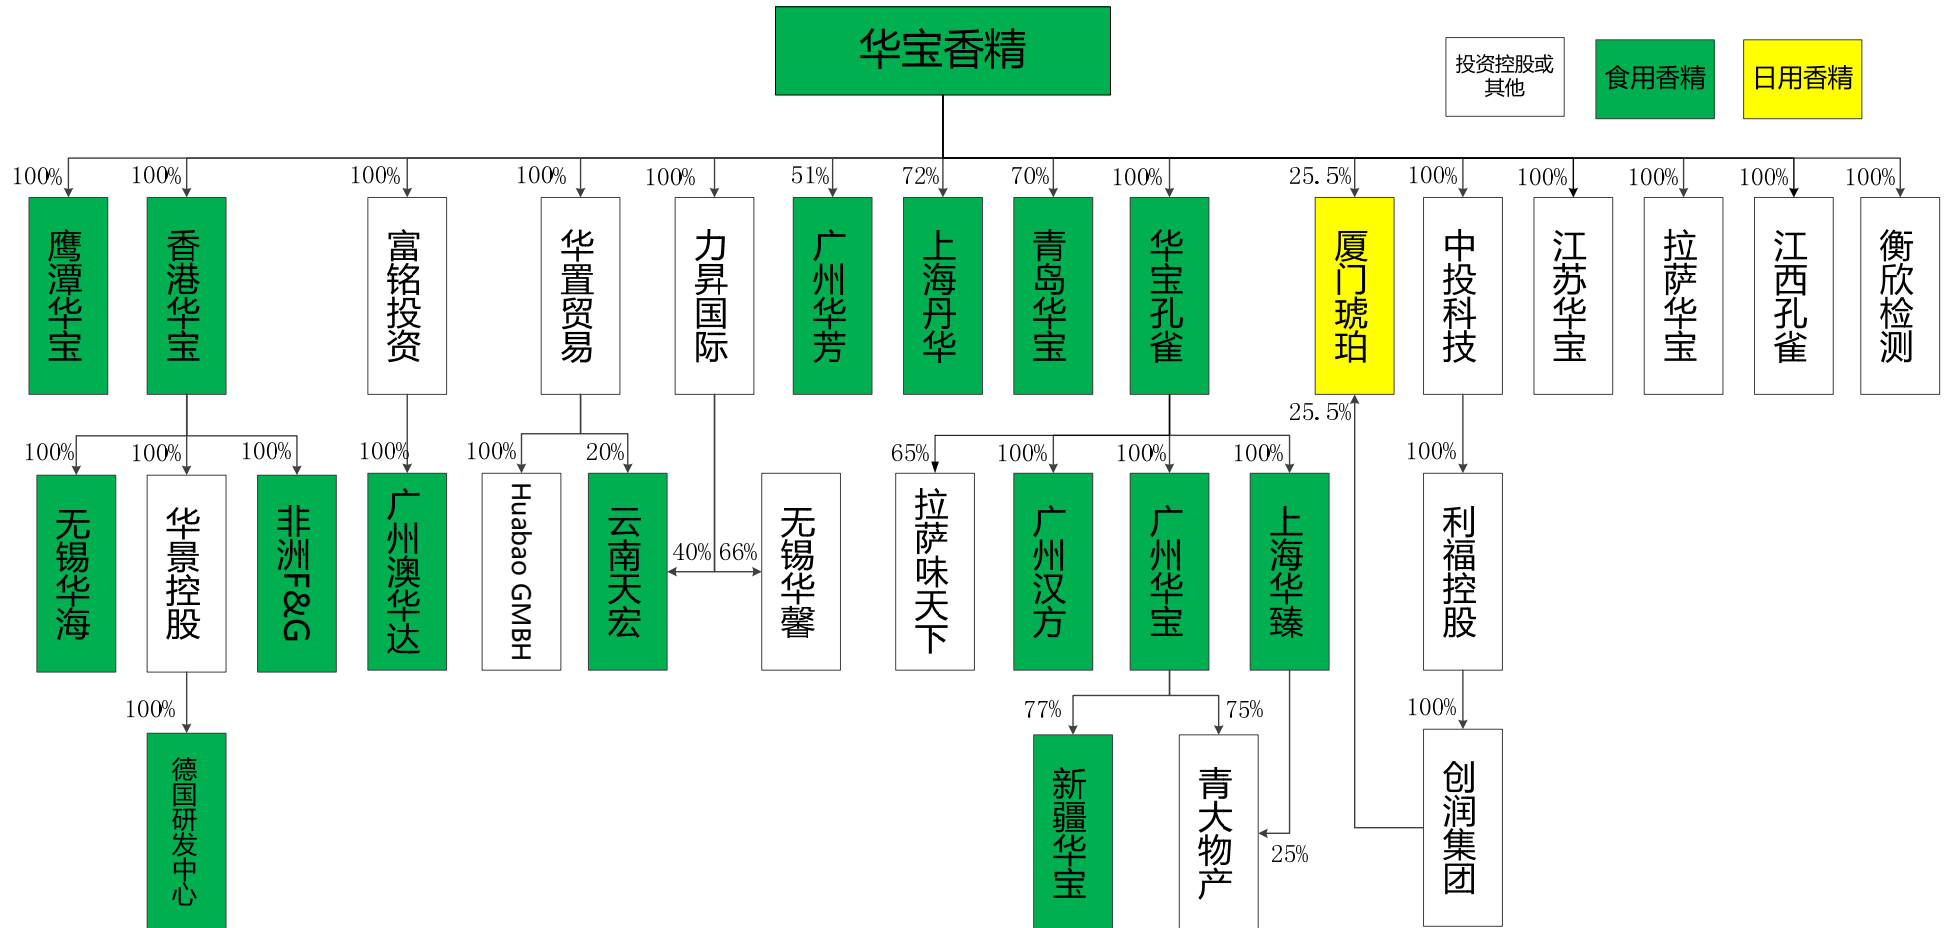 华宝香精
投资控股或
其他
食用香精
日用香精
100%
100%
100%
100%
100%
51%
72%
70%
100%
25.5%
100%
100%
100%
100%
100%
鹰潭华宝
香港华宝
富铭投资
华置贸易
力昇国际
广州华芳
上海丹华
青岛华宝
华宝孔雀
厦门琥珀
中投科技
江苏华宝
拉萨华宝
江西孔雀
衡欣检测
25.5%
100%
100%
100%
100%
100%
20%
65%
100%
100%
100%
100%
无锡华海
华景控股
非洲F&G
广州澳华达
Huabao GMBH
云南天宏
40%
66%
无锡华馨
拉萨味天下
广州汉方
广州华宝
上海华臻
利福控股
100%
77%
75%
100%
德国研发中心
新疆华宝
青大物产
25%
创润集团